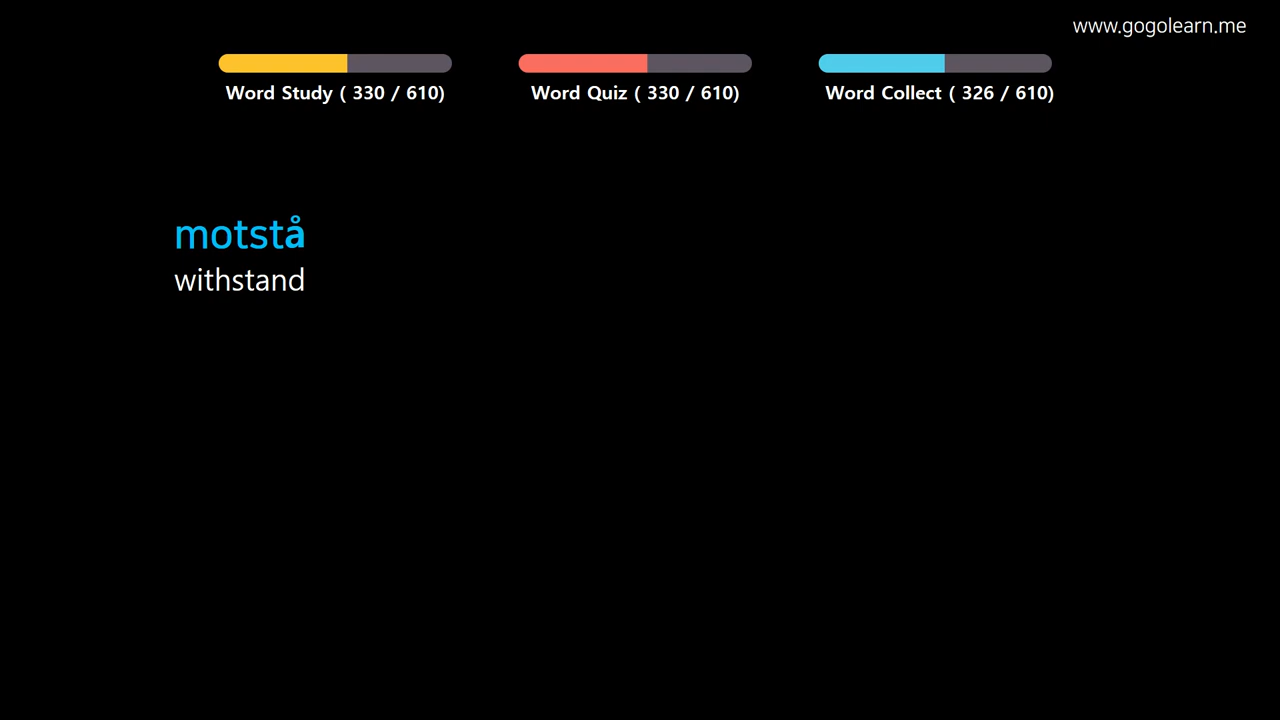 www.gogolearn.me
Word Study ( 330 / 610)
Word Quiz ( 330 / 610)
Word Collect ( 326 / 610)
motstå
withstand